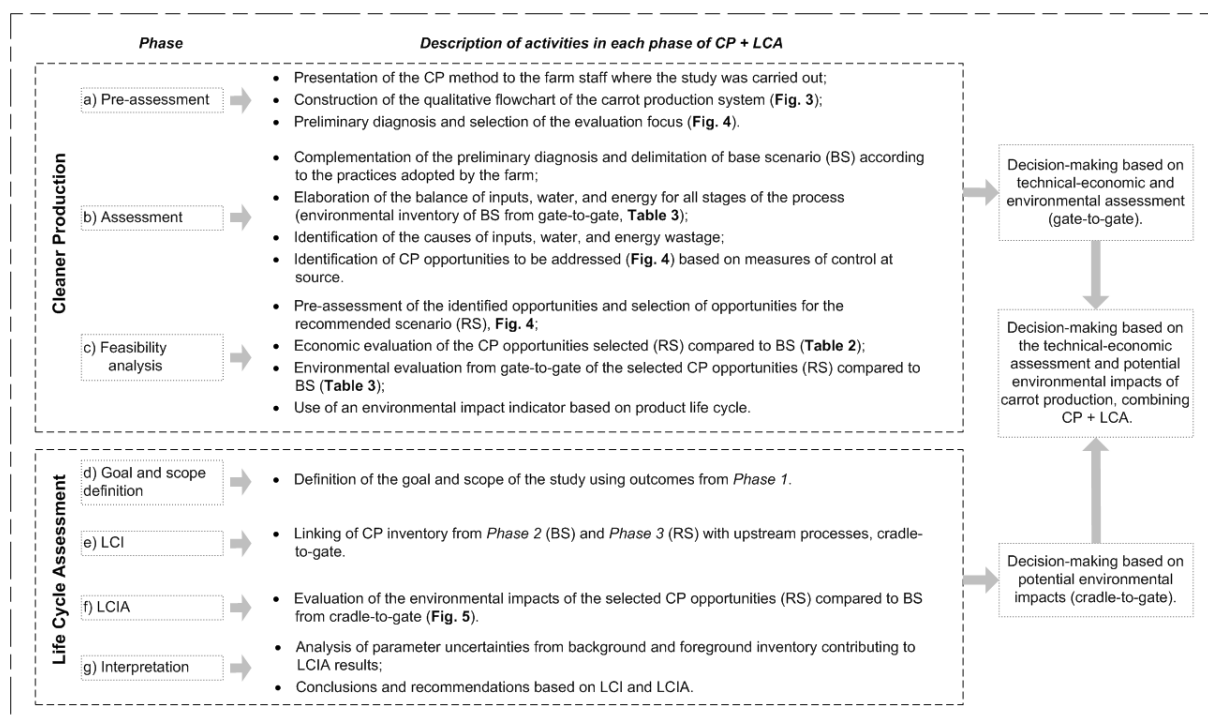 Phase
Description of activities in each phase of CP + LCA
Cleaner Production
a) Pre-assessment
• Presentation of the CP method to the farm staff where the study was carried out;
• Construction of the qualitative flowchart of the carrot production system (Fig. 3);
• Preliminary diagnosis and selection of the evaluation focus (Fig. 4).
b) Assessment
• Complementation of the preliminary diagnosis and delimitation of base scenario (BS) according
to the practices adopted by the farm;
• Elaboration of the balance of inputs, water, and energy for all stages of the process
(environmental inventory of BS from gate-to-gate, Table 3);
• Identification of the causes of inputs, water, and energy wastage;
• Identification of CP opportunities to be addressed (Fig. 4) based on measures of control at
source.
c) Feasibility
analysis
• Pre-assessment of the identified opportunities and selection of opportunities for the
recommended scenario (RS), Fig. 4;
• Economic evaluation of the CP opportunities selected (RS) compared to BS (Table 2);
• Environmental evaluation from gate-to-gate of the selected CP opportunities (RS) compared to
BS (Table 3);
• Use of an environmental impact indicator based on product life cycle.
Life Cycle Assessment
d) Goal and scope
definition
• Definition of the goal and scope of the study using outcomes from Phase 1.
e) LCI
• Linking of CP inventory from Phase 2 (BS) and Phase 3 (RS) with upstream processes, cradle-
to-gate.
f) LCIA
• Evaluation of the environmental impacts of the selected CP opportunities (RS) compared to BS
from cradle-to-gate (Fig. 5).
g) Interpretation
• Analysis of parameter uncertainties from background and foreground inventory contributing to
LCIA results;
• Conclusions and recommendations based on LCI and LCIA.
Decision-making based on
technical-economic and
environmental assessment
(gate-to-gate).
Decision-making based on
the technical-economic
assessment and potential
environmental impacts of
carrot production, combining
CP + LCA.
Decision-making based on
potential environmental
impacts (cradle-to-gate).